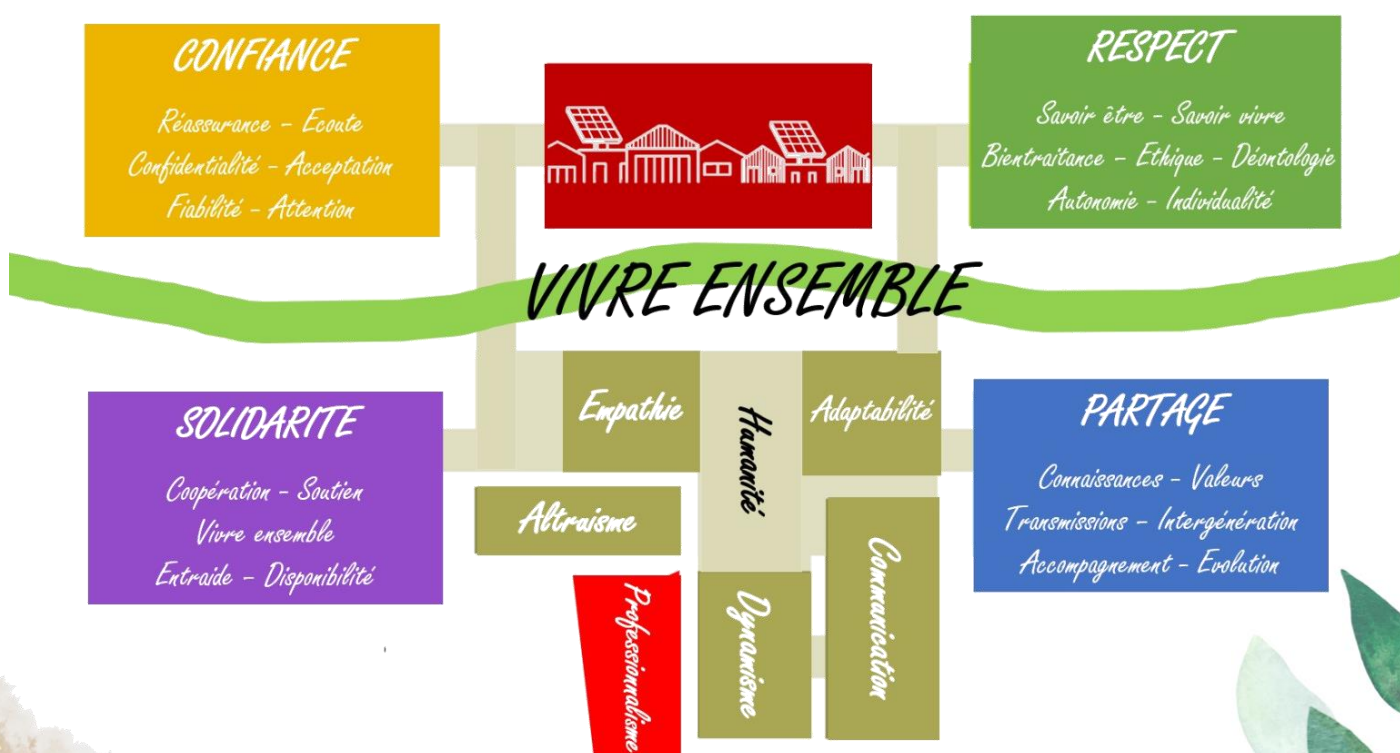 CONFIANCE
Réassurance – Ecoute
Confidentialité – Acceptation
Fiabilité – Attention
RESPECT
Savoir être – Savoir vivre
Bientraitance – Ethique – Déontologie
Autonomie – Individualité
VIVRE ENSEMBLE
SOLIDARITE
Coopération – Soutien
Vivre ensemble
Entraide – Disponibilité
Empathie
Humanité
Adaptabilité
Altruisme
Professionnalisme
Dynamisme
Communication
PARTAGE
Connaissances – Valeurs
Transmissions – Intergénération
Accompagnement – Evolution